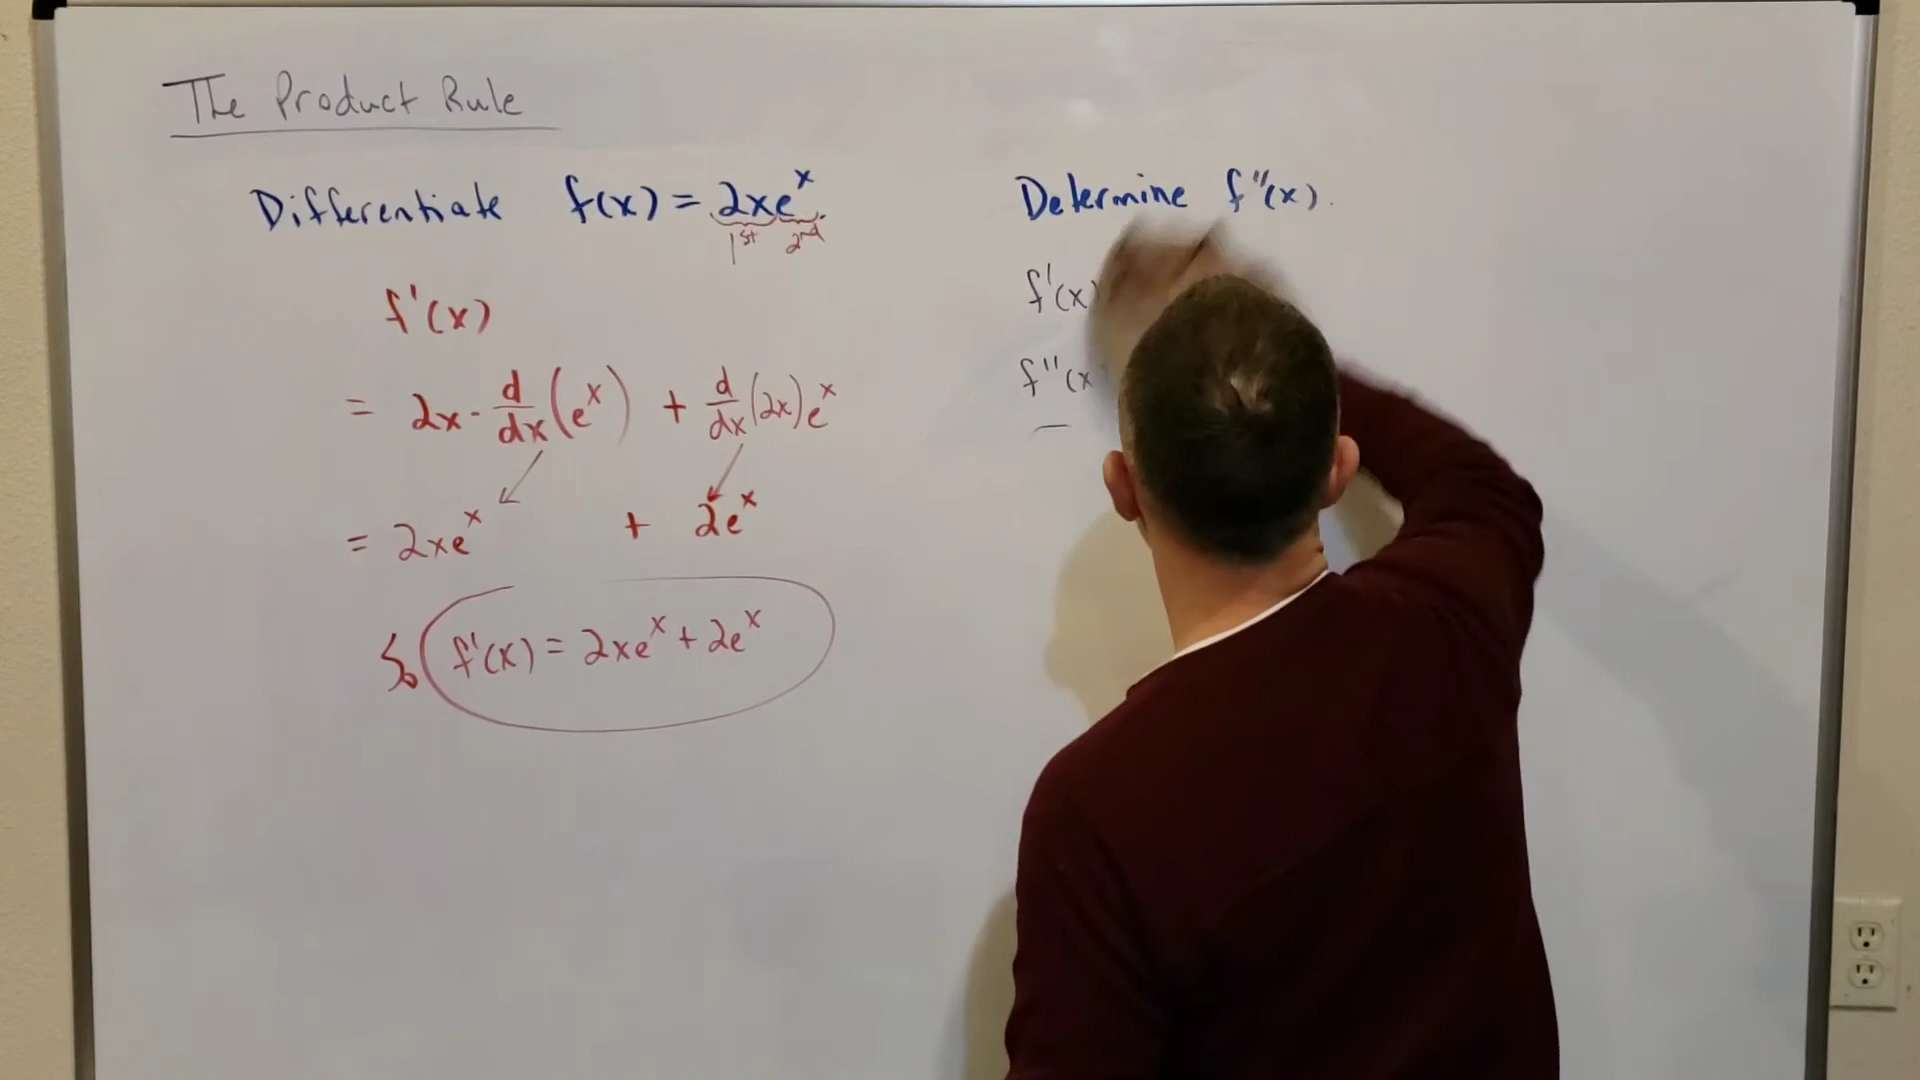 The Product Rule
Differentiate f(x) = 2xeˣ.
1st 2nd
f'(x)
= 2x · d/dx (eˣ) + d/dx (2x) eˣ
= 2xeˣ + 2eˣ
So f'(x) = 2xeˣ + 2eˣ
Determine f"(x).
f'(x)
f"(x